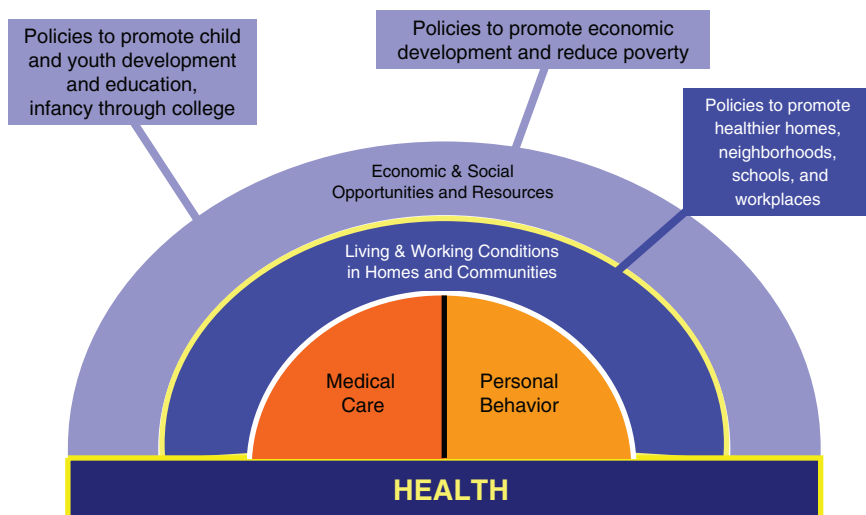 Policies to promote child
and youth development
and education,
infancy through college
Policies to promote economic
development and reduce poverty
Policies to promote
healthier homes,
neighborhoods,
schools, and
workplaces
Economic & Social
Opportunities and Resources
Living & Working Conditions
in Homes and Communities
Medical
Care
Personal
Behavior
HEALTH